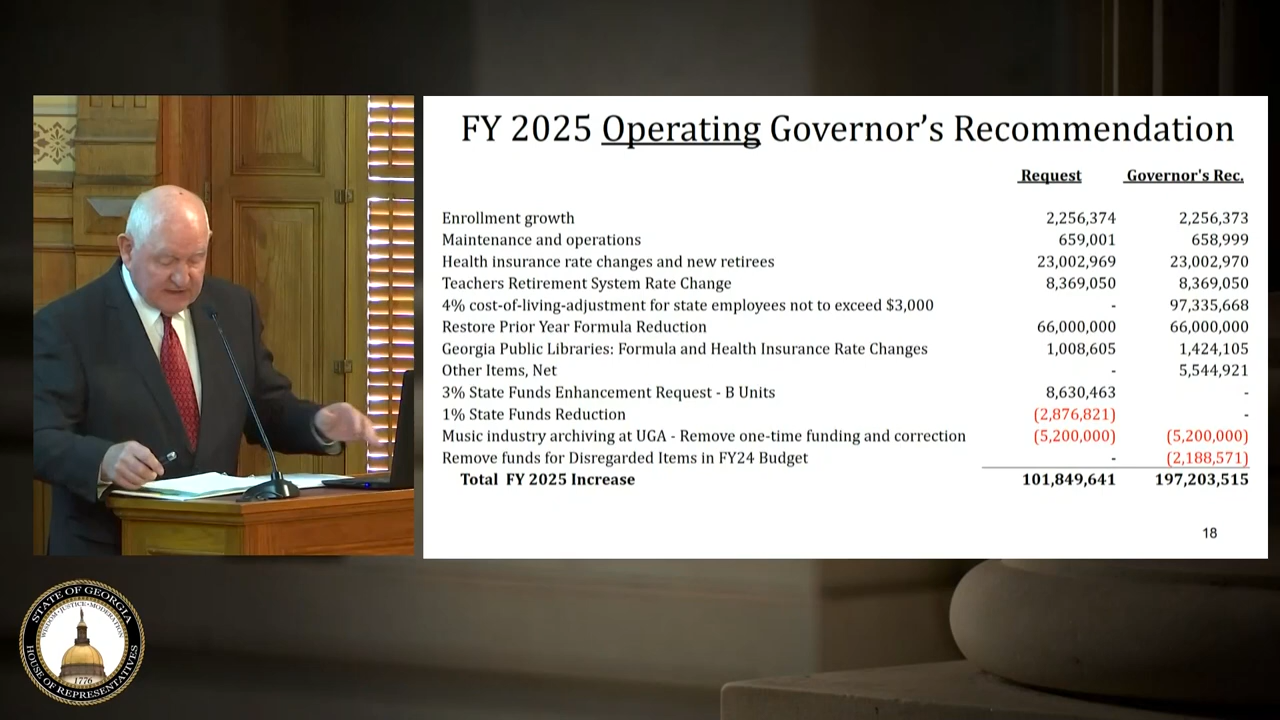 FY 2025 Operating Governor's Recommendation
Request Governor's Rec.
Enrollment growth 2,256,374 2,256,373
Maintenance and operations 659,001 658,999
Health insurance rate changes and new retirees 23,002,969 23,002,970
Teachers Retirement System Rate Change 8,369,050 8,369,050
4% cost-of-living-adjustment for state employees not to exceed $3,000 - 97,335,668
Restore Prior Year Formula Reduction 66,000,000 66,000,000
Georgia Public Libraries: Formula and Health Insurance Rate Changes 1,008,605 1,424,105
Other Items, Net - 5,544,921
3% State Funds Enhancement Request - B Units 8,630,463 -
1% State Funds Reduction (2,876,821) -
Music industry archiving at UGA - Remove one-time funding and correction (5,200,000) (5,200,000)
Remove funds for Disregarded Items in FY24 Budget - (2,188,571)
Total FY 2025 Increase 101,849,641 197,203,515
18
STATE OF GEORGIA
WISDOM · JUSTICE · MODERATION
1776
HOUSE OF REPRESENTATIVES